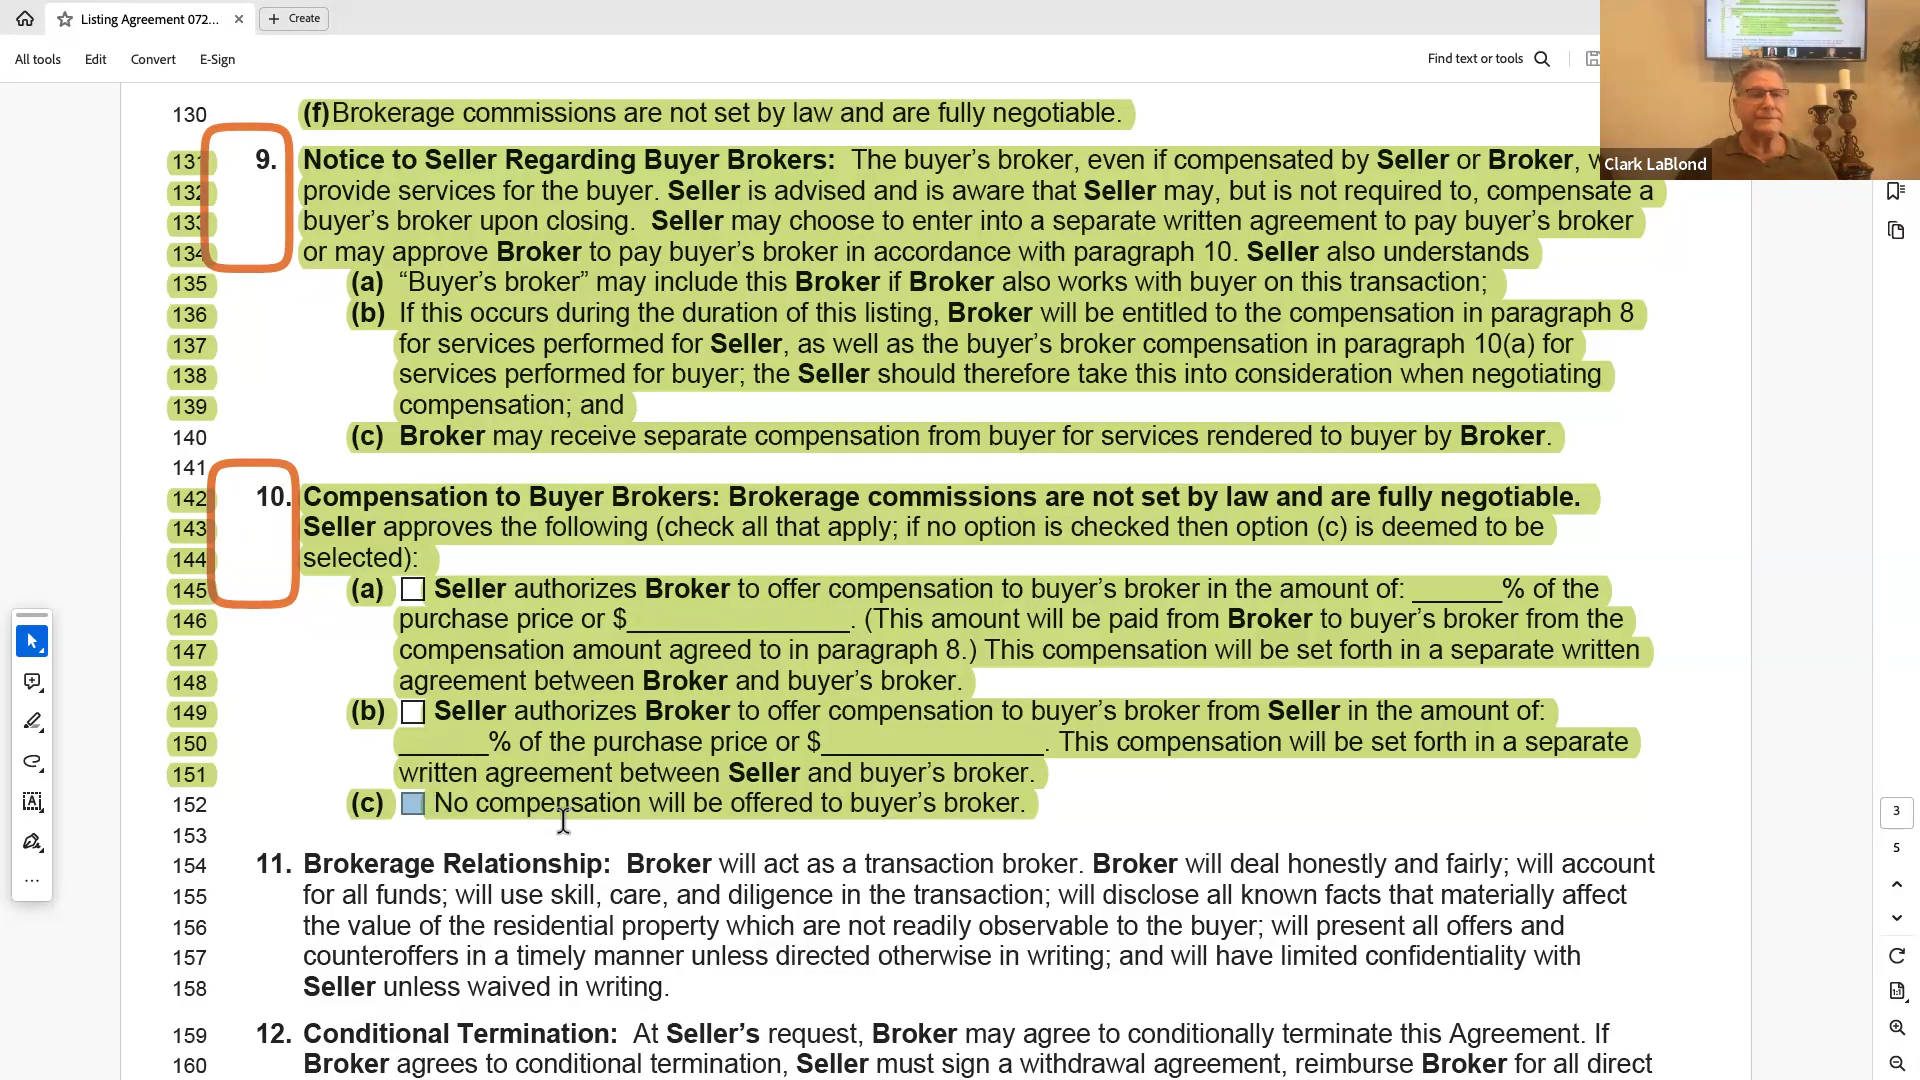 Listing Agreement 072...
Create
All tools
Edit
Convert
E-Sign
Find text or tools
Clark LaBlond
130 (f) Brokerage commissions are not set by law and are fully negotiable.
131 9. Notice to Seller Regarding Buyer Brokers: The buyer’s broker, even if compensated by Seller or Broker,
132 provide services for the buyer. Seller is advised and is aware that Seller may, but is not required to, compensate a
133 buyer’s broker upon closing. Seller may choose to enter into a separate written agreement to pay buyer’s broker
134 or may approve Broker to pay buyer’s broker in accordance with paragraph 10. Seller also understands
135 (a) “Buyer’s broker” may include this Broker if Broker also works with buyer on this transaction;
136 (b) If this occurs during the duration of this listing, Broker will be entitled to the compensation in paragraph 8
137 for services performed for Seller, as well as the buyer’s broker compensation in paragraph 10(a) for
138 services performed for buyer; the Seller should therefore take this into consideration when negotiating
139 compensation; and
140 (c) Broker may receive separate compensation from buyer for services rendered to buyer by Broker.
141
142 10. Compensation to Buyer Brokers: Brokerage commissions are not set by law and are fully negotiable.
143 Seller approves the following (check all that apply; if no option is checked then option (c) is deemed to be
144 selected):
145 (a) Seller authorizes Broker to offer compensation to buyer’s broker in the amount of: ______% of the
146 purchase price or $_______________. (This amount will be paid from Broker to buyer’s broker from the
147 compensation amount agreed to in paragraph 8.) This compensation will be set forth in a separate written
148 agreement between Broker and buyer’s broker.
149 (b) Seller authorizes Broker to offer compensation to buyer’s broker from Seller in the amount of:
150 ______% of the purchase price or $_______________. This compensation will be set forth in a separate
151 written agreement between Seller and buyer’s broker.
152 (c) No compensation will be offered to buyer’s broker.
153
154 11. Brokerage Relationship: Broker will act as a transaction broker. Broker will deal honestly and fairly; will account
155 for all funds; will use skill, care, and diligence in the transaction; will disclose all known facts that materially affect
156 the value of the residential property which are not readily observable to the buyer; will present all offers and
157 counteroffers in a timely manner unless directed otherwise in writing; and will have limited confidentiality with
158 Seller unless waived in writing.
159 12. Conditional Termination: At Seller’s request, Broker may agree to conditionally terminate this Agreement. If
160 Broker agrees to conditional termination, Seller must sign a withdrawal agreement, reimburse Broker for all direct
3
5